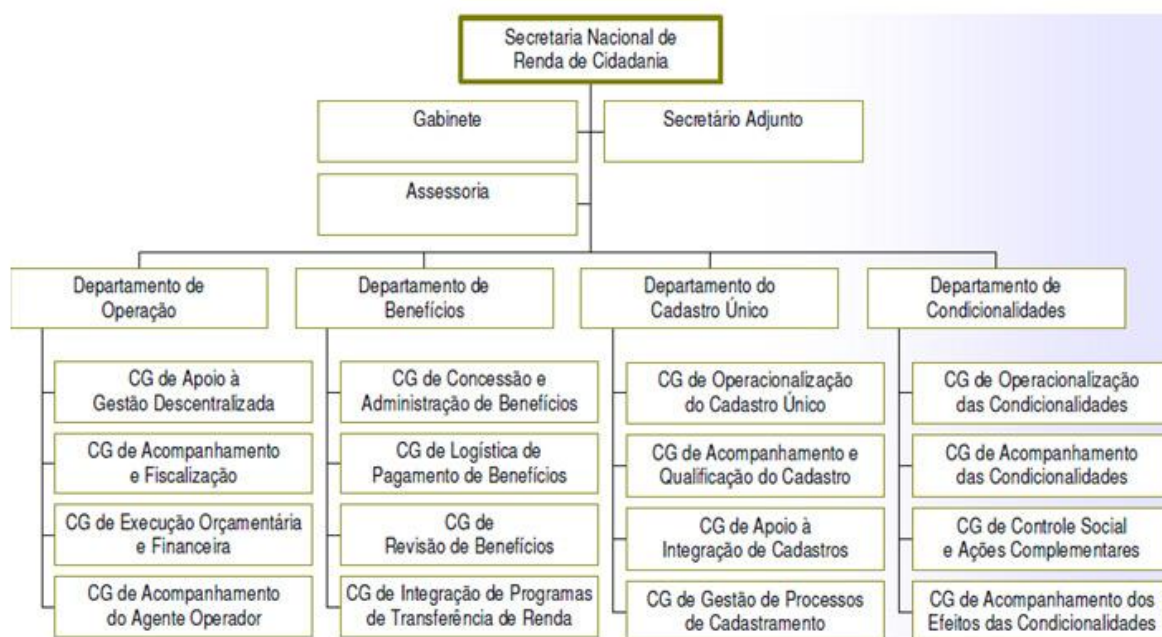 Secretaria Nacional de
Renda de Cidadania
Gabinete
Secretário Adjunto
Assessoria
Departamento de
Operação
Departamento de
Benefícios
Departamento do
Cadastro Único
Departamento de
Condicionalidades
CG de Apoio à
Gestão Descentralizada
CG de Acompanhamento
e Fiscalização
CG de Execução Orçamentária
e Financeira
CG de Acompanhamento
do Agente Operador
CG de Concessão e
Administração de Benefícios
CG de Logística de
Pagamento de Benefícios
CG de
Revisão de Benefícios
CG de Integração de Programas
de Transferência de Renda
CG de Operacionalização
do Cadastro Único
CG de Acompanhamento e
Qualificação do Cadastro
CG de Apoio à
Integração de Cadastros
CG de Gestão de Processos
de Cadastramento
CG de Operacionalização
das Condicionalidades
CG de Acompanhamento
das Condicionalidades
CG de Controle Social
e Ações Complementares
CG de Acompanhamento dos
Efeitos das Condicionalidades